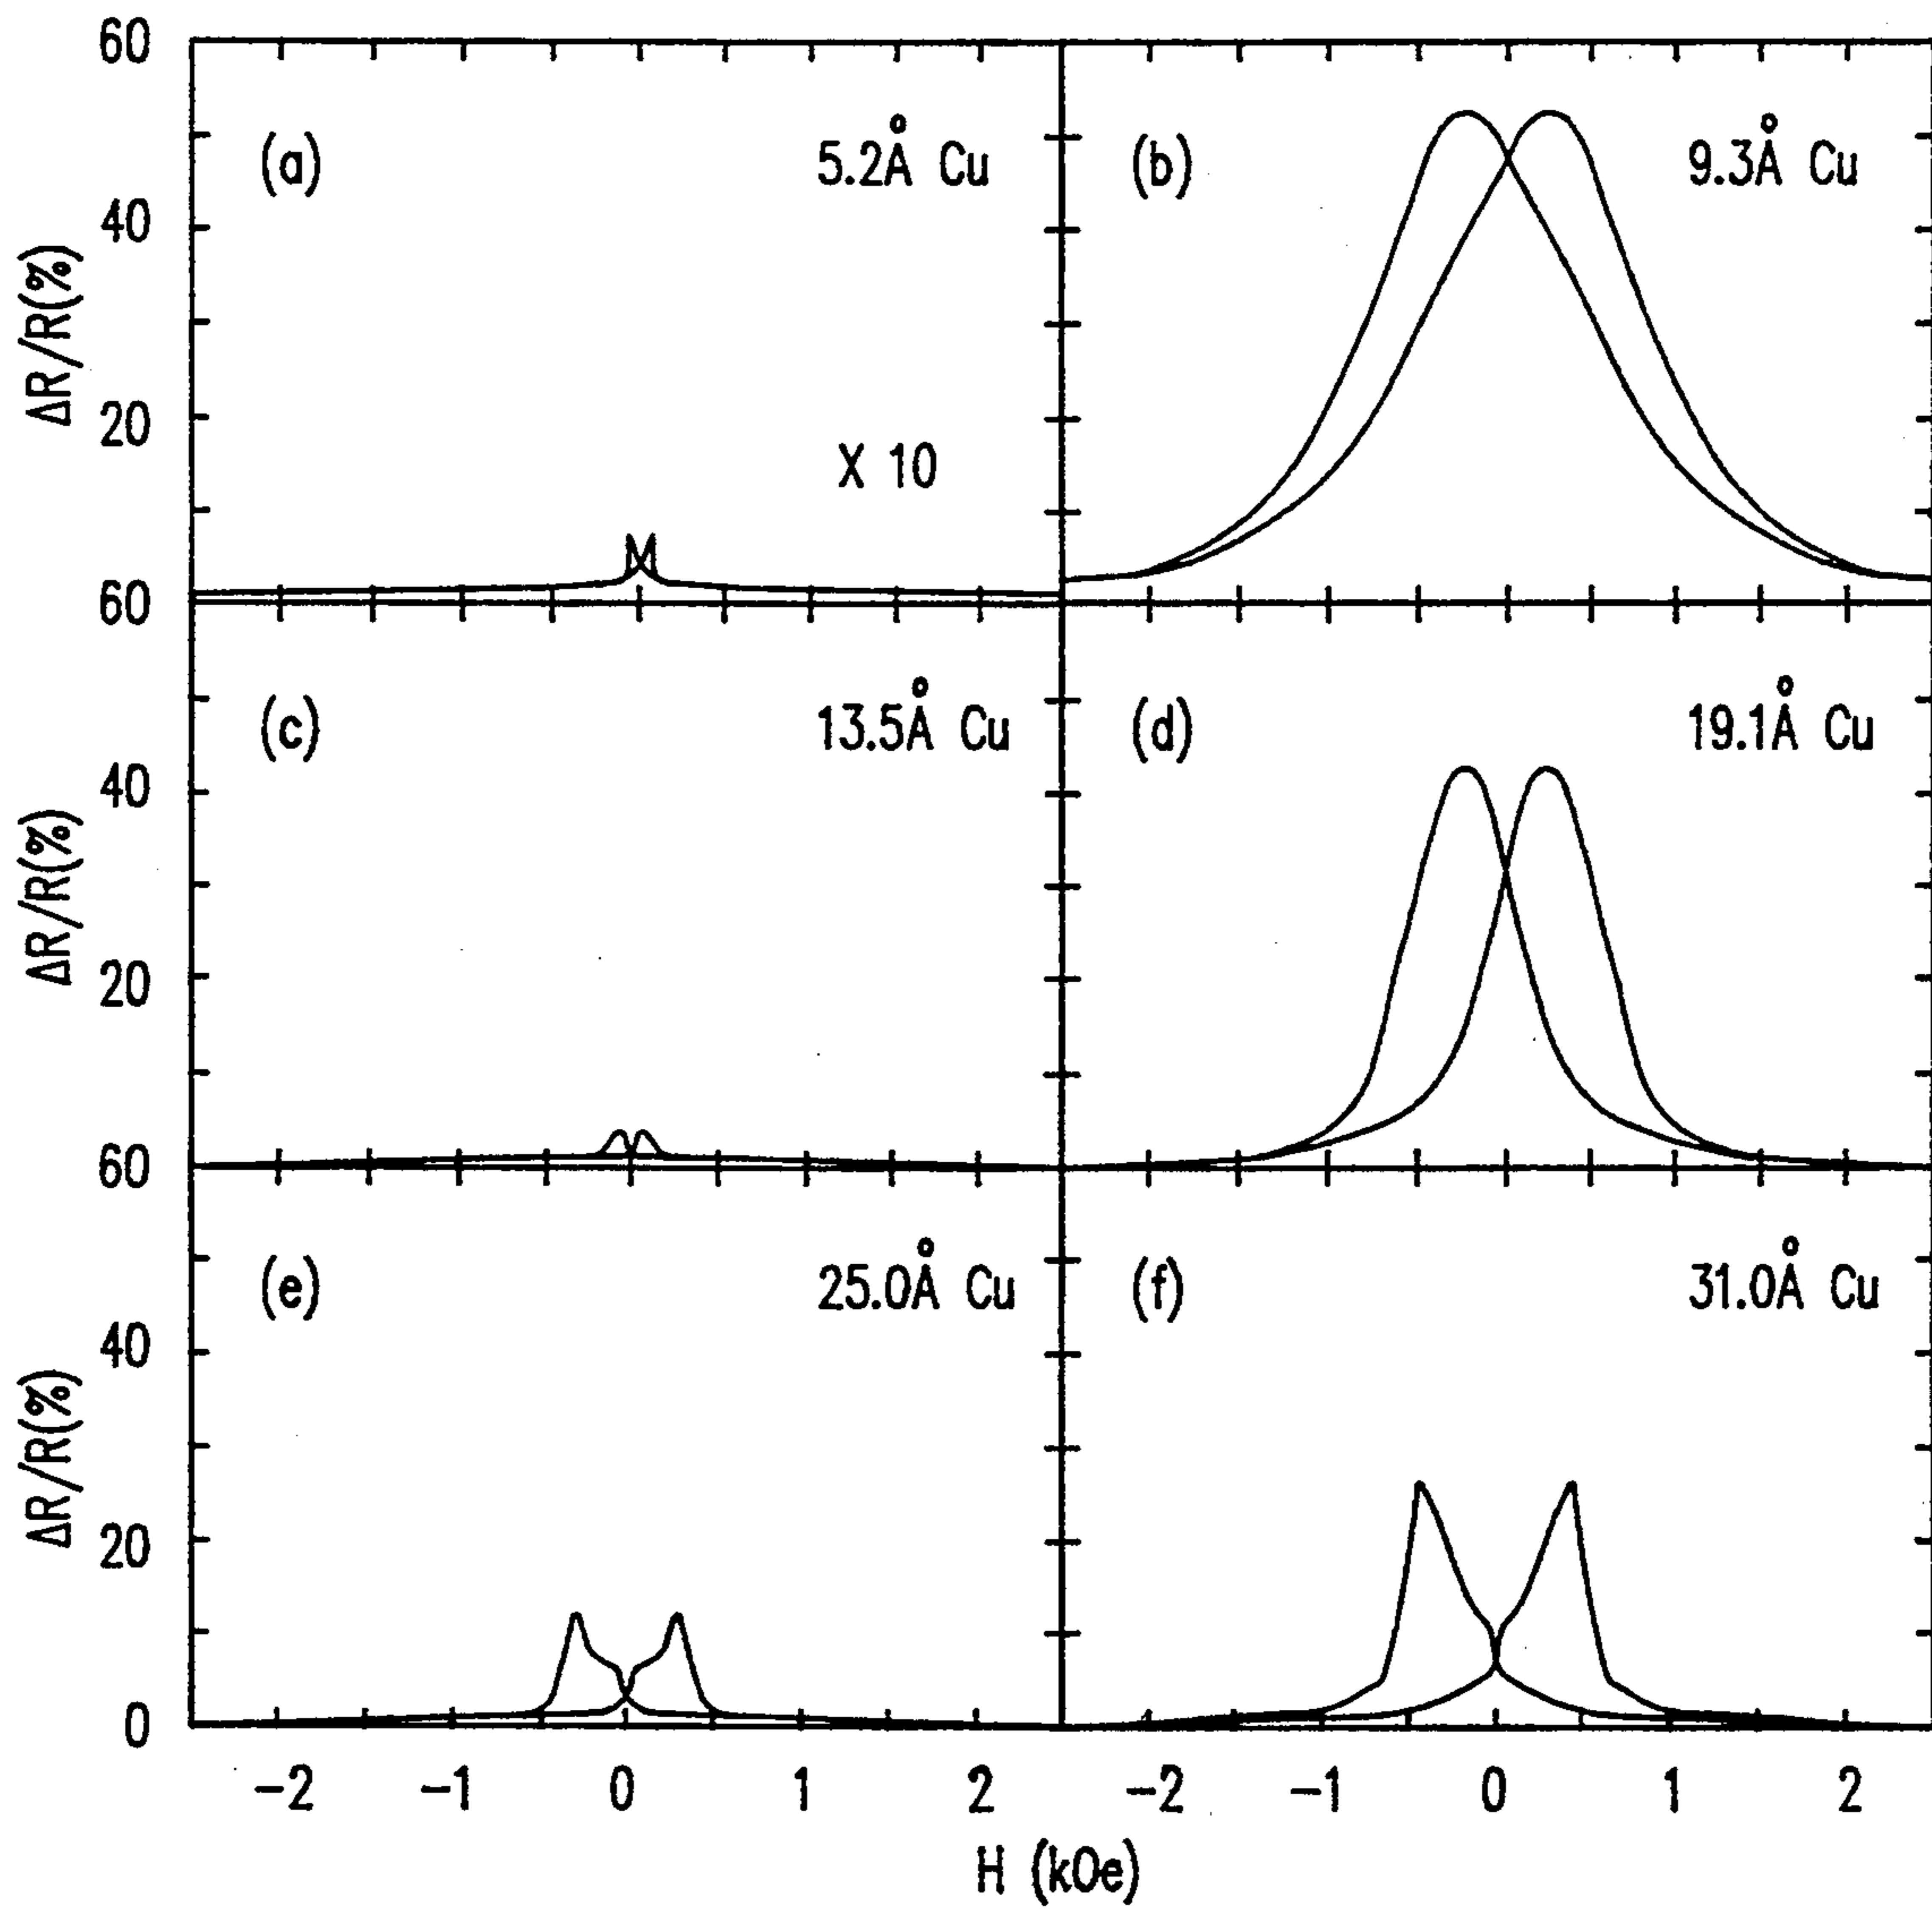 60
(a)
5.2Å Cu
(b)
9.3Å Cu
40
ΔR/R(%)
20
X 10
60
(c)
13.5Å Cu
(d)
19.1Å Cu
40
ΔR/R(%)
20
60
(e)
25.0Å Cu
(f)
31.0Å Cu
40
ΔR/R(%)
20
0
-2 -1 0 1 2 -2 -1 0 1 2
H (kOe)